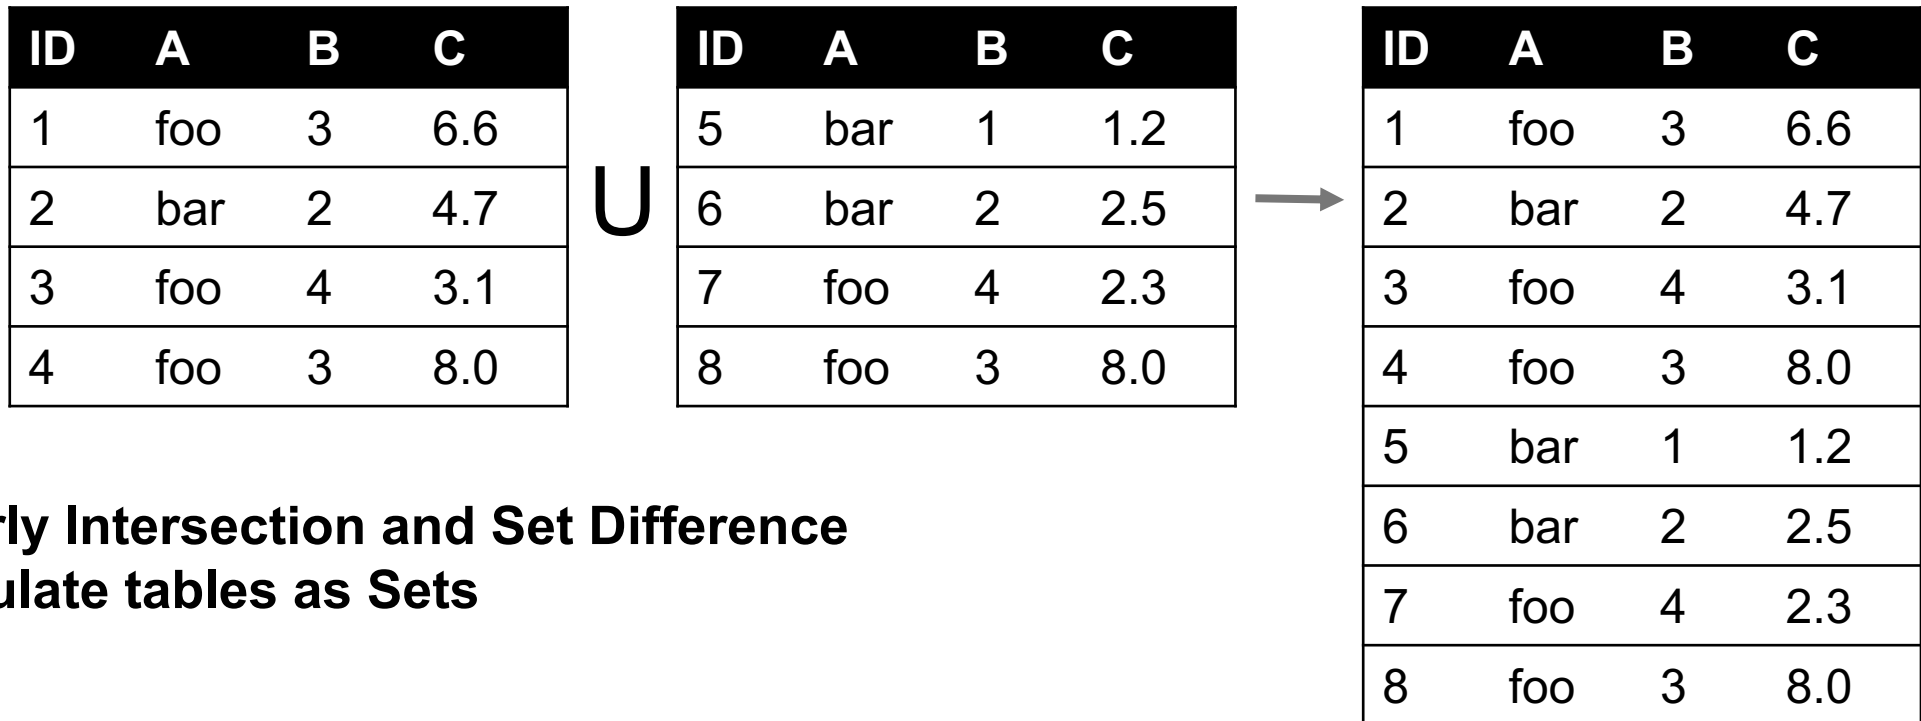 ID A B C
1 foo 3 6.6
2 bar 2 4.7
3 foo 4 3.1
4 foo 3 8.0
U
ID A B C
5 bar 1 1.2
6 bar 2 2.5
7 foo 4 2.3
8 foo 3 8.0
ID A B C
1 foo 3 6.6
2 bar 2 4.7
3 foo 4 3.1
4 foo 3 8.0
5 bar 1 1.2
6 bar 2 2.5
7 foo 4 2.3
8 foo 3 8.0
rly Intersection and Set Difference
ulate tables as Sets